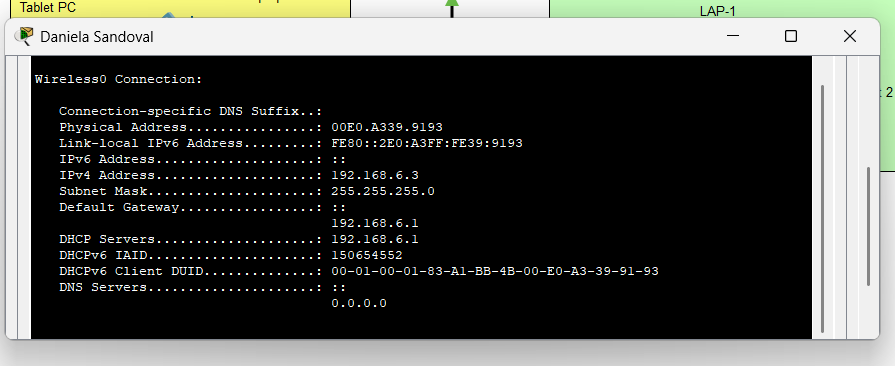 Tablet PC
LAP-1
Daniela Sandoval
2
Wireless0 Connection:
Connection-specific DNS Suffix..:
Physical Address................: 00E0.A339.9193
Link-local IPv6 Address.........: FE80::2E0:A3FF:FE39:9193
IPv6 Address....................: ::
IPv4 Address....................: 192.168.6.3
Subnet Mask.....................: 255.255.255.0
Default Gateway.................: ::
192.168.6.1
DHCP Servers....................: 192.168.6.1
DHCPv6 IAID.....................: 150654552
DHCPv6 Client DUID..............: 00-01-00-01-83-A1-BB-4B-00-E0-A3-39-91-93
DNS Servers.....................: ::
0.0.0.0